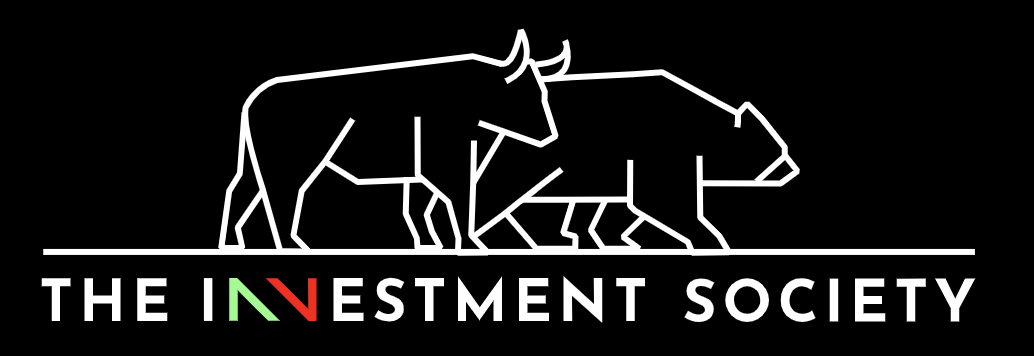 THE INVESTMENT SOCIETY